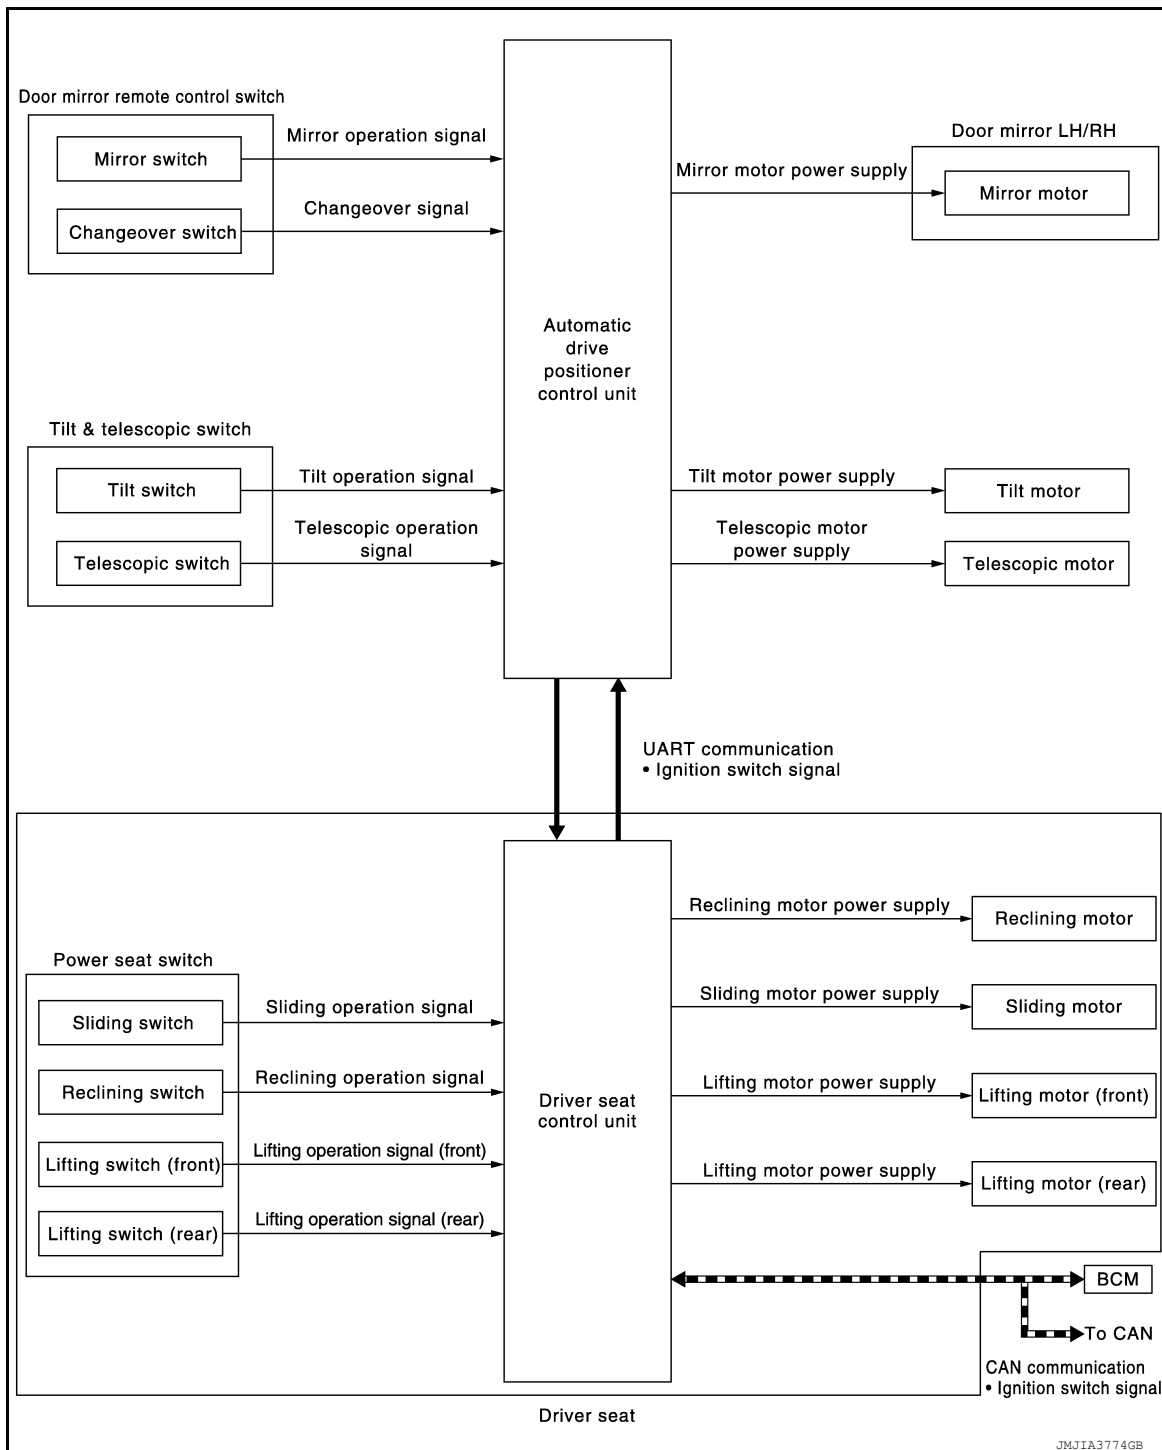 Door mirror remote control switch
Mirror switch
Mirror operation signal
Changeover switch
Changeover signal
Automatic
drive
positioner
control unit
Mirror motor power supply
Door mirror LH/RH
Mirror motor
Tilt & telescopic switch
Tilt switch
Tilt operation signal
Telescopic switch
Telescopic operation
signal
Tilt motor power supply
Tilt motor
Telescopic motor
power supply
Telescopic motor
UART communication
• Ignition switch signal
Power seat switch
Sliding switch
Sliding operation signal
Reclining switch
Reclining operation signal
Lifting switch (front)
Lifting operation signal (front)
Lifting switch (rear)
Lifting operation signal (rear)
Driver seat
control unit
Reclining motor power supply
Reclining motor
Sliding motor power supply
Sliding motor
Lifting motor power supply
Lifting motor (front)
Lifting motor power supply
Lifting motor (rear)
BCM
To CAN
CAN communication
• Ignition switch signal
Driver seat
JMJIA3774GB